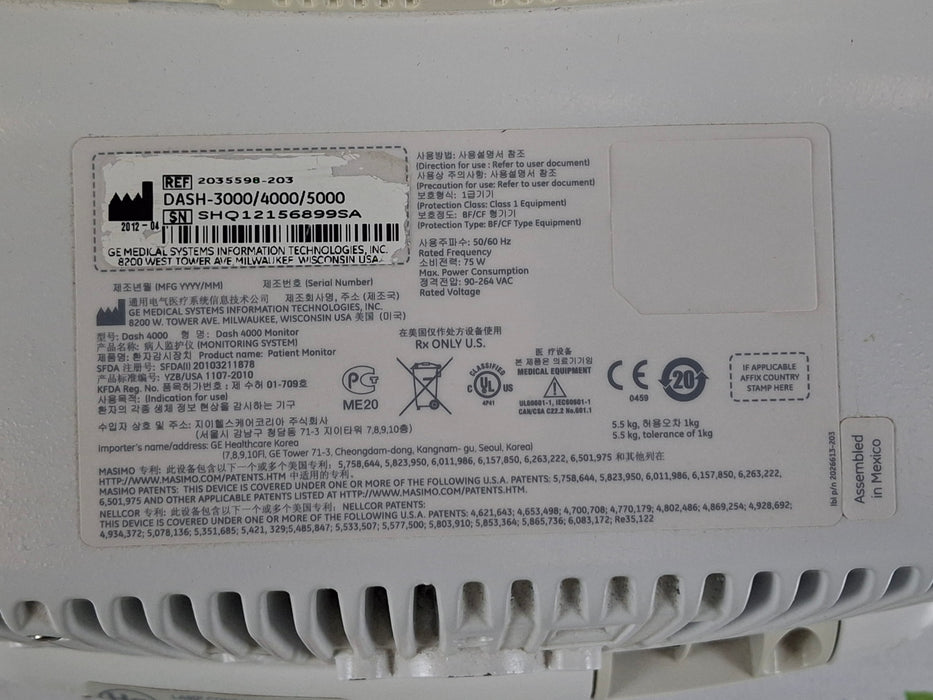 REF 2035598-203
DASH-3000/4000/5000
SN SHQ12156899SA
2012-04
GE MEDICAL SYSTEMS INFORMATION TECHNOLOGIES, INC.
8200 WEST TOWER AVE, MILWAUKEE, WISCONSIN USA
제조년월 (MFG YYYY/MM) 제조번호 (Serial Number)
通用电气医疗系统信息技术公司 제조회사명, 주소 (제조국)
GE MEDICAL SYSTEMS INFORMATION TECHNOLOGIES, INC.
8200 W. TOWER AVE. MILWAUKEE, WISCONSIN USA 美国 (미국)
型号: Dash 4000 형 명: Dash 4000 Monitor
产品名称: 病人监护仪 (MONITORING SYSTEM)
제품명: 환자감시장치 Product name: Patient Monitor
SFDA 注册号: SFDA(I) 20103211878
产品标准编号: YZB/USA 1107-2010
KFDA Reg. No. 품목허가번호: 제 수허 01-709호
사용목적: (Indication for use)
환자의 각종 생체 정보 현상을 감시하는 기구
수입자 상호 및 주소: 지이헬스케어코리아 주식회사
(서울시 강남구 청담동 71-3 지이타워 7,8,9,10층)
Importer's name/address: GE Healthcare Korea
(7,8,9,10Fl, GE Tower 71-3, Cheongdam-dong, Kangnam- gu, Seoul, Korea)
사용방법: 사용설명서 참조
(Direction for use : Refer to user document)
사용상 주의사항: 사용설명서 참조
(Precaution for use: Refer to user document)
보호형식: 1급기기
(Protection Class: Class 1 Equipment)
보호정도: BF/CF 형기기
(Protection Type: BF/CF Type Equipment)
사용주파수: 50/60 Hz
Rated Frequency
소비전력: 75 W
Max. Power Consumption
정격전압: 90-264 VAC
Rated Voltage
在美国仅作处方设备使用
Rx ONLY U.S.
ME20
CLASSIFIED
C UL US
4P41
医 疗 设备
본 제품은 의료기기임
MEDICAL EQUIPMENT
UL60601-1, IEC60601-1
CAN/CSA C22.2 No.601.1
CE
0459
20
IF APPLICABLE
AFFIX COUNTRY
STAMP HERE
5.5 kg, 허용오차 1kg
5.5 kg, tolerance of 1kg
MASIMO 专利: 此设备包含以下一个或多个美国专利: 5,758,644, 5,823,950, 6,011,986, 6,157,850, 6,263,222, 6,501,975 和其他列在
HTTP://WWW.MASIMO.COM/PATENTS.HTM 中适用的专利.
MASIMO PATENTS: THIS DEVICE IS COVERED UNDER ONE OR MORE OF THE FOLLOWING U.S.A. PATENTS: 5,758,644, 5,823,950, 6,011,986, 6,157,850, 6,263,222,
6,501,975 AND OTHER APPLICABLE PATENTS LISTED AT HTTP://WWW.MASIMO.COM/PATENTS.HTM.
NELLCOR 专利: 此设备包含以下一个或多个美国专利: NELLCOR PATENTS:
THIS DEVICE IS COVERED UNDER ONE OR MORE OF THE FOLLOWING U.S.A. PATENTS: 4,621,643; 4,653,498; 4,700,708; 4,770,179; 4,802,486; 4,869,254; 4,928,692;
4,934,372; 5,078,136; 5,351,685; 5,421, 329;5,485,847; 5,533,507; 5,577,500; 5,803,910; 5,853,364; 5,865,736; 6,083,172; Re35,122
lbl p/n 2026613-203
Assembled
in Mexico